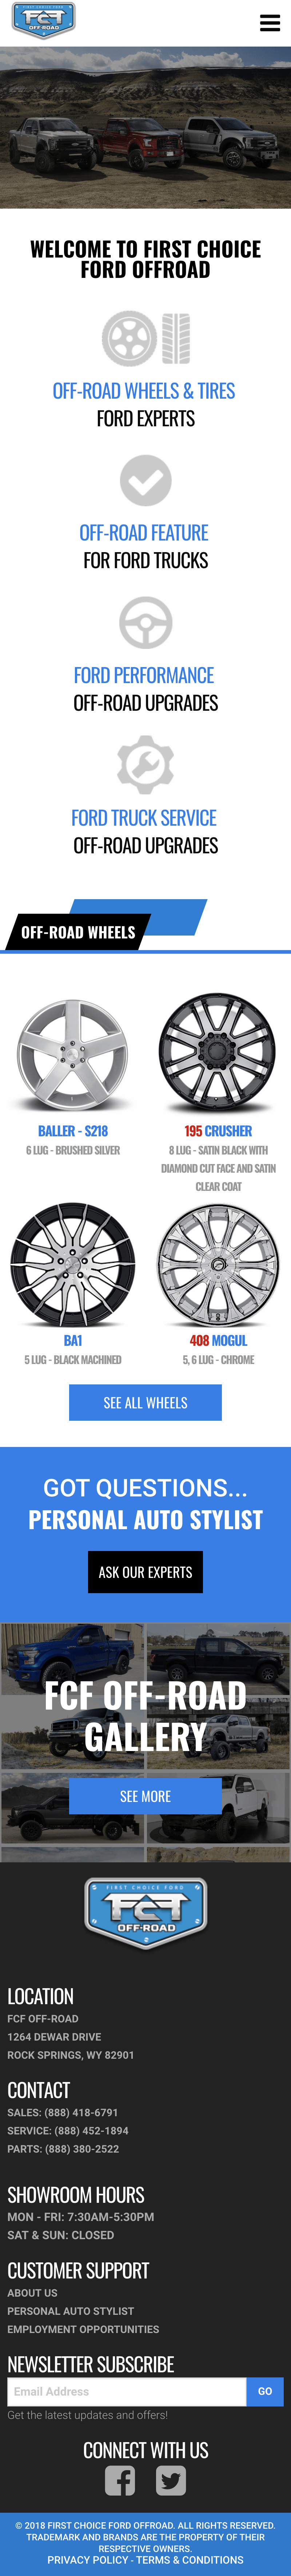 FIRST CHOICE FORD
FCT
OFF-ROAD
WELCOME TO FIRST CHOICE
FORD OFFROAD
OFF-ROAD WHEELS & TIRES
FORD EXPERTS
OFF-ROAD FEATURE
FOR FORD TRUCKS
FORD PERFORMANCE
OFF-ROAD UPGRADES
FORD TRUCK SERVICE
OFF-ROAD UPGRADES
OFF-ROAD WHEELS
BALLER - S218
6 LUG - BRUSHED SILVER
195 CRUSHER
8 LUG - SATIN BLACK WITH
DIAMOND CUT FACE AND SATIN
CLEAR COAT
BA1
5 LUG - BLACK MACHINED
408 MOGUL
5, 6 LUG - CHROME
SEE ALL WHEELS
GOT QUESTIONS...
PERSONAL AUTO STYLIST
ASK OUR EXPERTS
FCF OFF-ROAD
GALLERY
SEE MORE
FIRST CHOICE FORD
FCT
OFF-ROAD
LOCATION
FCF OFF-ROAD
1264 DEWAR DRIVE
ROCK SPRINGS, WY 82901
CONTACT
SALES: (888) 418-6791
SERVICE: (888) 452-1894
PARTS: (888) 380-2522
SHOWROOM HOURS
MON - FRI: 7:30AM-5:30PM
SAT & SUN: CLOSED
CUSTOMER SUPPORT
ABOUT US
PERSONAL AUTO STYLIST
EMPLOYMENT OPPORTUNITIES
NEWSLETTER SUBSCRIBE
Email Address
GO
Get the latest updates and offers!
CONNECT WITH US
© 2018 FIRST CHOICE FORD OFFROAD. ALL RIGHTS RESERVED.
TRADEMARK AND BRANDS ARE THE PROPERTY OF THEIR
RESPECTIVE OWNERS.
PRIVACY POLICY - TERMS & CONDITIONS